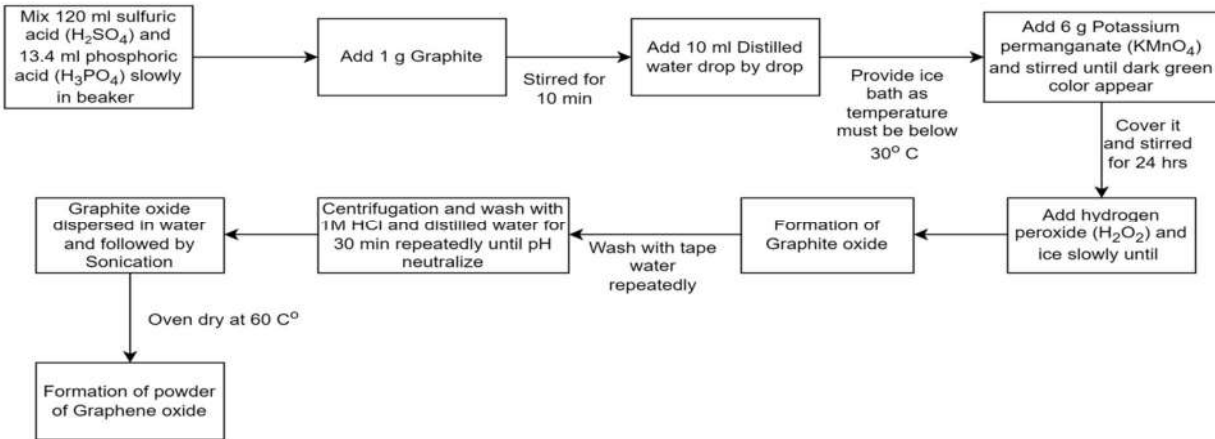 Mix 120 ml sulfuric
acid (H₂SO₄) and
13.4 ml phosphoric
acid (H₃PO₄) slowly
in beaker
Add 1 g Graphite
Stirred for
10 min
Add 10 ml Distilled
water drop by drop
Provide ice
bath as
temperature
must be below
30° C
Add 6 g Potassium
permanganate (KMnO₄)
and stirred until dark green
color appear
Cover it
and stirred
for 24 hrs
Add hydrogen
peroxide (H₂O₂) and
ice slowly until
Formation of
Graphite oxide
Wash with tape
water
repeatedly
Centrifugation and wash with
1M HCl and distilled water for
30 min repeatedly until pH
neutralize
Graphite oxide
dispersed in water
and followed by
Sonication
Oven dry at 60 C°
Formation of powder
of Graphene oxide